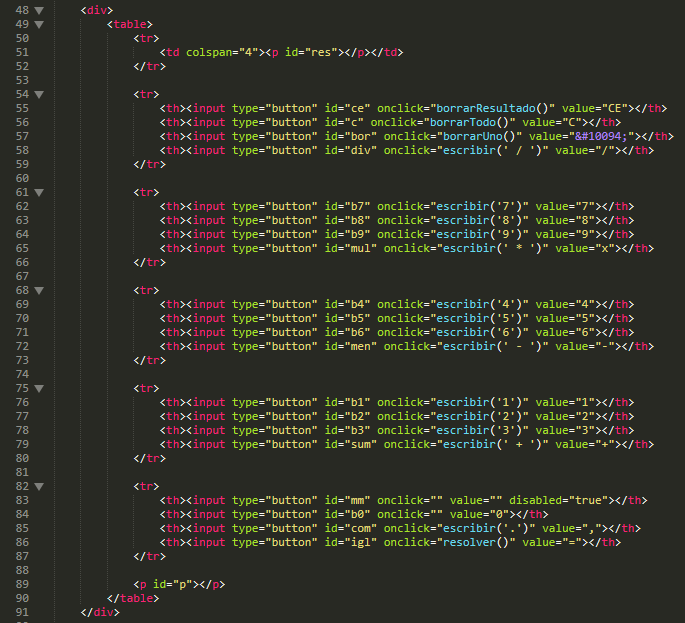 48 <div>
49 <table>
50 <tr>
51 <td colspan="4"><p id="res"></p></td>
52 </tr>
53
54 <tr>
55 <th><input type="button" id="ce" onclick="borrarResultado()" value="CE"></th>
56 <th><input type="button" id="c" onclick="borrarTodo()" value="C"></th>
57 <th><input type="button" id="bor" onclick="borrarUno()" value="&#10094;"></th>
58 <th><input type="button" id="div" onclick="escribir(' / ')" value="/"></th>
59 </tr>
60
61 <tr>
62 <th><input type="button" id="b7" onclick="escribir('7')" value="7"></th>
63 <th><input type="button" id="b8" onclick="escribir('8')" value="8"></th>
64 <th><input type="button" id="b9" onclick="escribir('9')" value="9"></th>
65 <th><input type="button" id="mul" onclick="escribir(' * ')" value="x"></th>
66 </tr>
67
68 <tr>
69 <th><input type="button" id="b4" onclick="escribir('4')" value="4"></th>
70 <th><input type="button" id="b5" onclick="escribir('5')" value="5"></th>
71 <th><input type="button" id="b6" onclick="escribir('6')" value="6"></th>
72 <th><input type="button" id="men" onclick="escribir(' - ')" value="-"></th>
73 </tr>
74
75 <tr>
76 <th><input type="button" id="b1" onclick="escribir('1')" value="1"></th>
77 <th><input type="button" id="b2" onclick="escribir('2')" value="2"></th>
78 <th><input type="button" id="b3" onclick="escribir('3')" value="3"></th>
79 <th><input type="button" id="sum" onclick="escribir(' + ')" value="+"></th>
80 </tr>
81
82 <tr>
83 <th><input type="button" id="mm" onclick="" value="" disabled="true"></th>
84 <th><input type="button" id="b0" onclick="" value="0"></th>
85 <th><input type="button" id="com" onclick="escribir('.')" value=","></th>
86 <th><input type="button" id="igl" onclick="resolver()" value="="></th>
87 </tr>
88
89 <p id="p"></p>
90 </table>
91 </div>